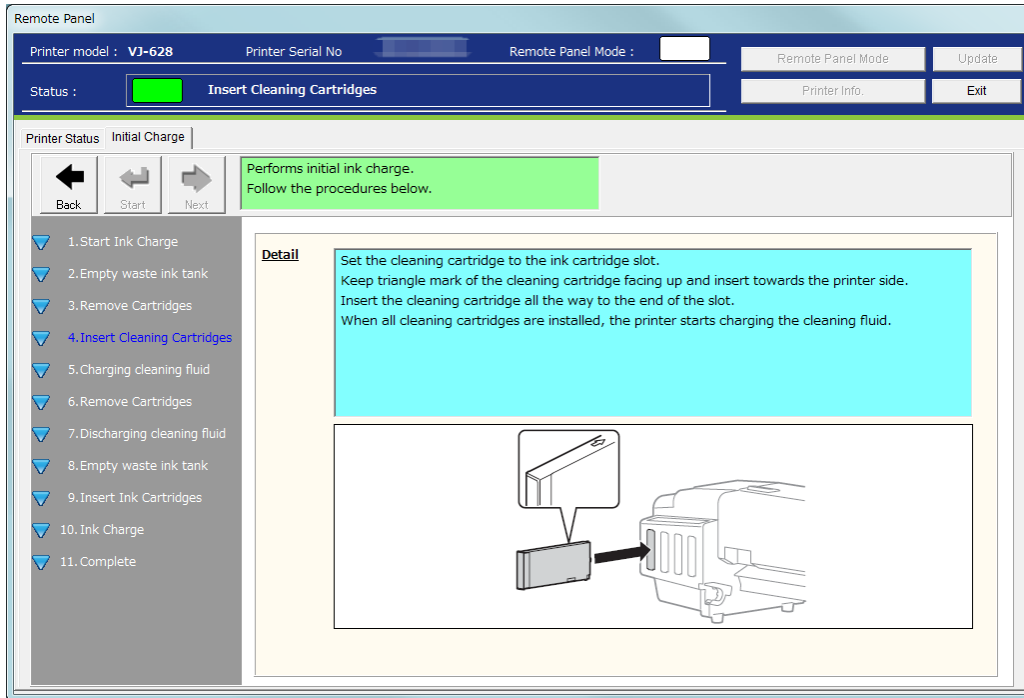 Remote Panel
Printer model : VJ-628 Printer Serial No Remote Panel Mode :
Remote Panel Mode Update
Status : Insert Cleaning Cartridges
Printer Info. Exit
Printer Status Initial Charge
Back Start Next
Performs initial ink charge.
Follow the procedures below.
1.Start Ink Charge
2.Empty waste ink tank
3.Remove Cartridges
4.Insert Cleaning Cartridges
5.Charging cleaning fluid
6.Remove Cartridges
7.Discharging cleaning fluid
8.Empty waste ink tank
9.Insert Ink Cartridges
10.Ink Charge
11.Complete
Detail
Set the cleaning cartridge to the ink cartridge slot.
Keep triangle mark of the cleaning cartridge facing up and insert towards the printer side.
Insert the cleaning cartridge all the way to the end of the slot.
When all cleaning cartridges are installed, the printer starts charging the cleaning fluid.